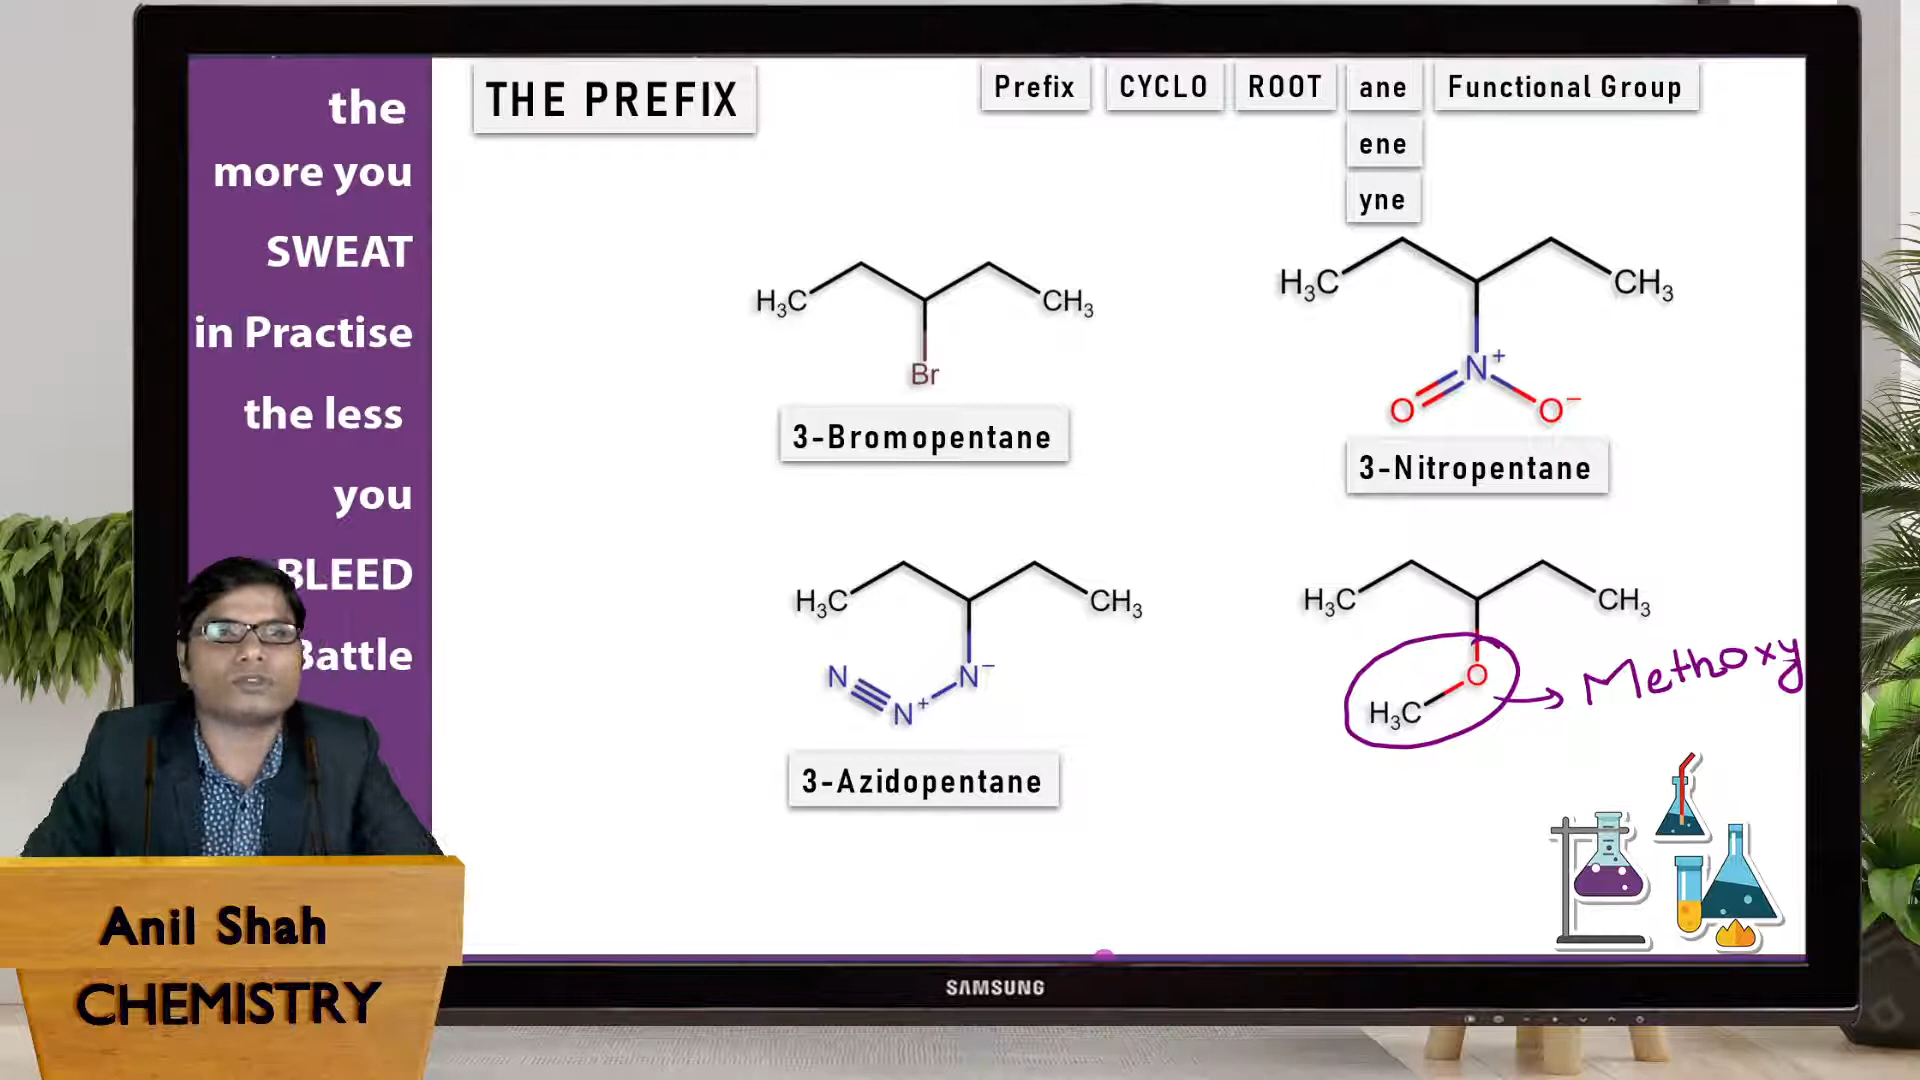 the
more you
SWEAT
in Practise
the less
you
BLEED
Battle
THE PREFIX
Prefix CYCLO ROOT ane Functional Group
ene
yne
H₃C CH₃
Br
3-Bromopentane
H₃C CH₃
N⁺
O O⁻
3-Nitropentane
H₃C CH₃
N N⁻
N⁺
3-Azidopentane
H₃C CH₃
O
H₃C
Methoxy
Anil Shah
CHEMISTRY
SAMSUNG